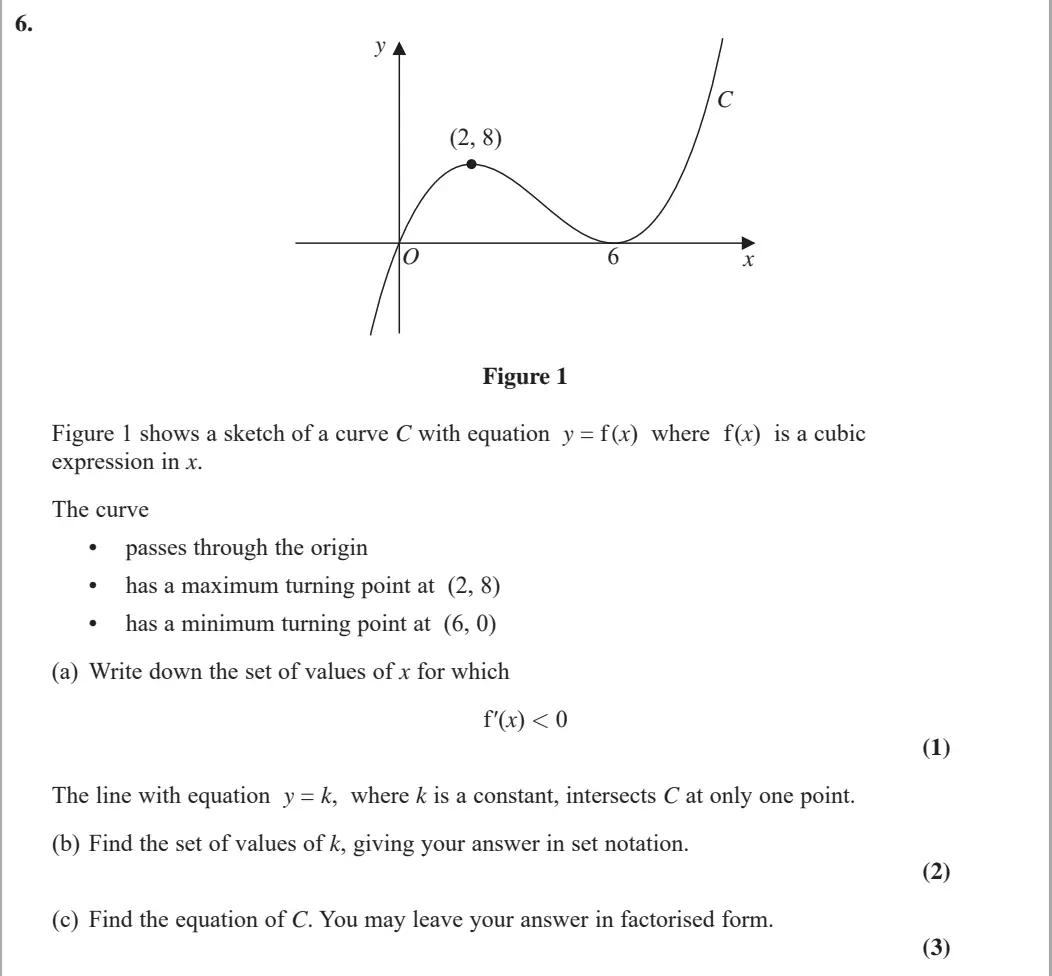 6.
y
C
(2, 8)
O
6
x
Figure 1
Figure 1 shows a sketch of a curve C with equation y = f(x) where f(x) is a cubic
expression in x.
The curve
• passes through the origin
• has a maximum turning point at (2, 8)
• has a minimum turning point at (6, 0)
(a) Write down the set of values of x for which
f′(x) < 0
(1)
The line with equation y = k, where k is a constant, intersects C at only one point.
(b) Find the set of values of k, giving your answer in set notation.
(2)
(c) Find the equation of C. You may leave your answer in factorised form.
(3)